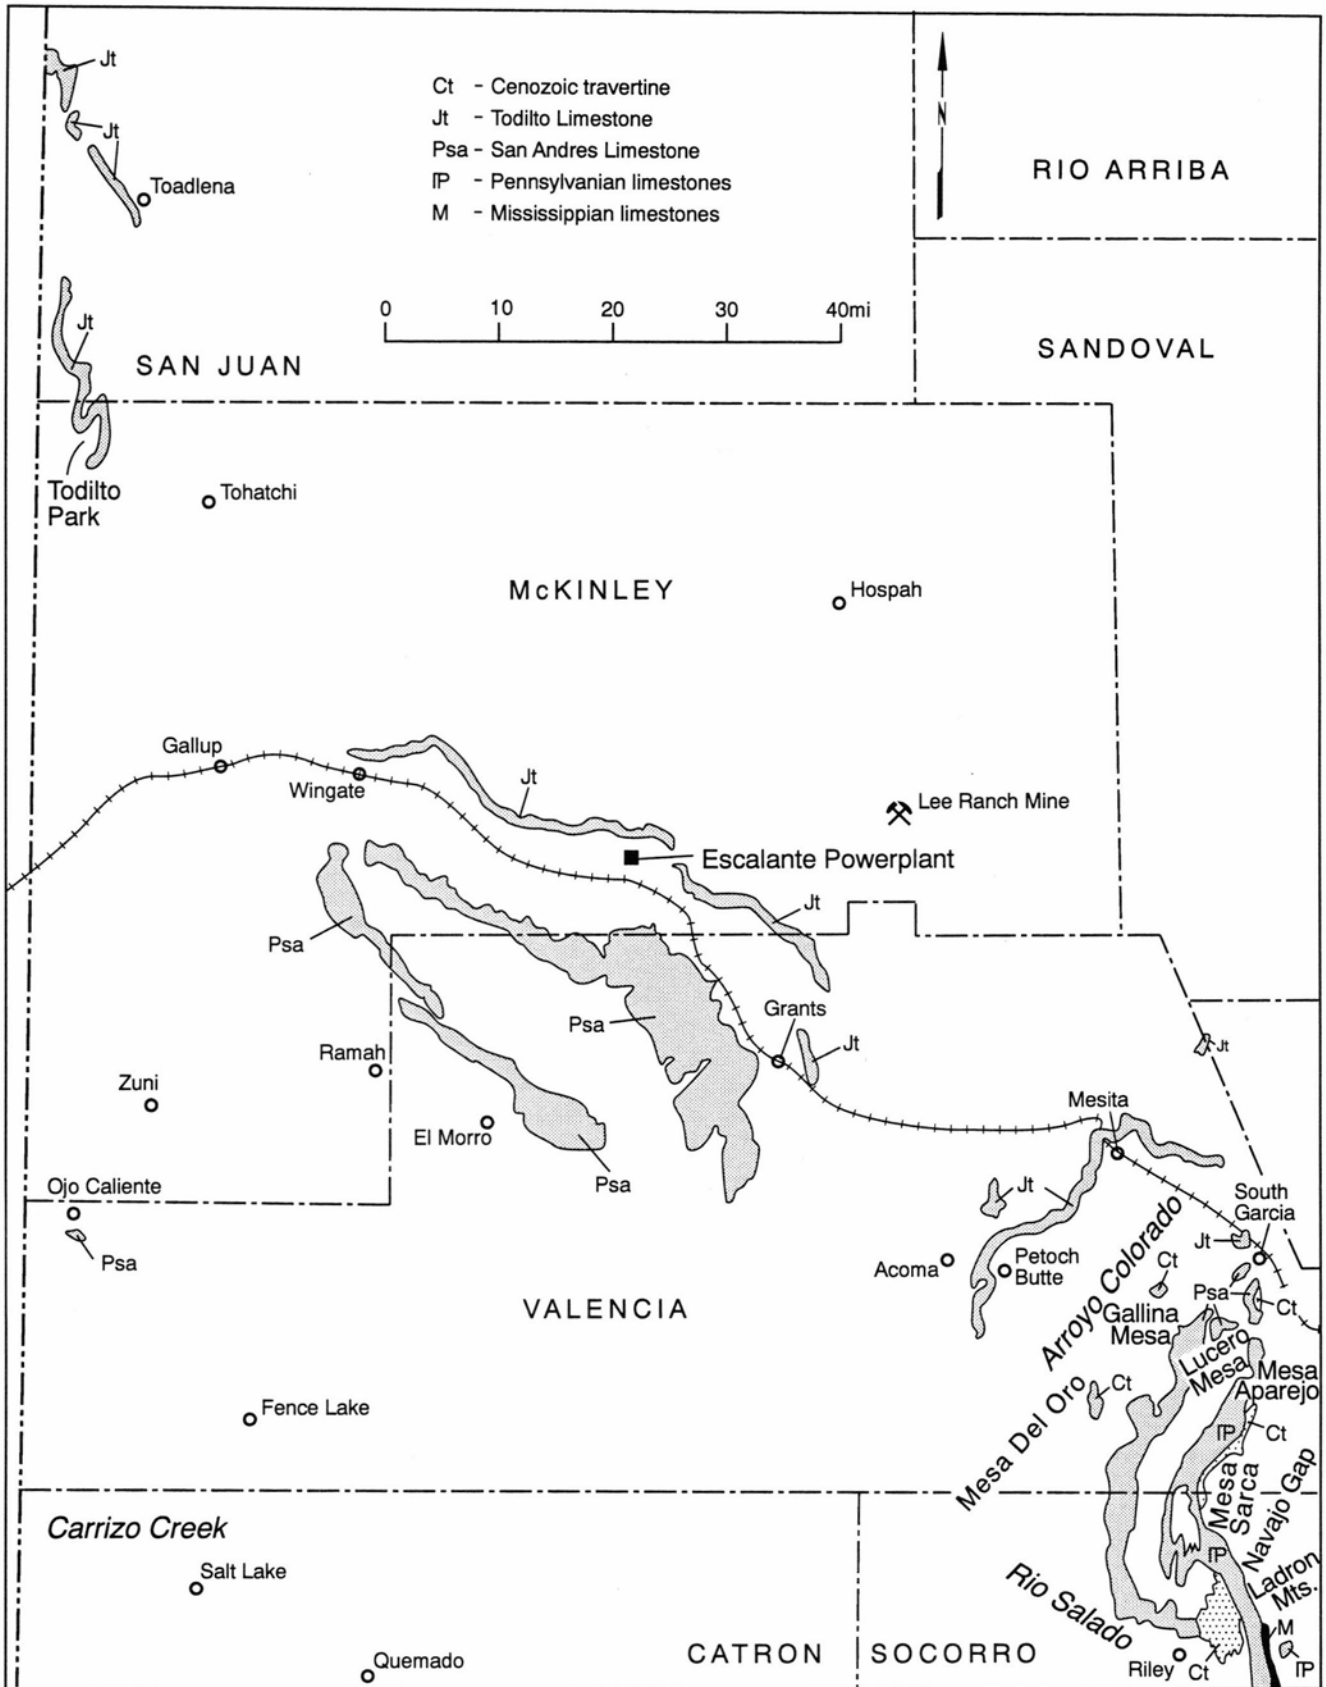 Jt
Jt
Toadlena
Ct - Cenozoic travertine
Jt - Todilto Limestone
Psa - San Andres Limestone
ℙ - Pennsylvanian limestones
M - Mississippian limestones
N
RIO ARRIBA
0 10 20 30 40mi
Jt
SAN JUAN
SANDOVAL
Todilto
Park
Tohatchi
McKINLEY
Hospah
Gallup
Wingate
Jt
Lee Ranch Mine
Escalante Powerplant
Jt
Psa
Psa
Grants
Jt
Jt
Ramah
Zuni
El Morro
Mesita
Psa
Ojo Caliente
Psa
Jt
South
Garcia
Jt
Acoma
Petoch
Butte
Arroyo Colorado
Ct
Psa
Ct
Gallina
Mesa
VALENCIA
Lucero
Mesa
Mesa
Aparejo
Ct
Mesa Del Oro
Fence Lake
ℙ
Ct
Mesa
Sarca
Navajo Gap
Carrizo Creek
Salt Lake
ℙ
Ladron
Mts.
Rio Salado
M
CATRON
SOCORRO
Quemado
Riley
Ct
ℙ